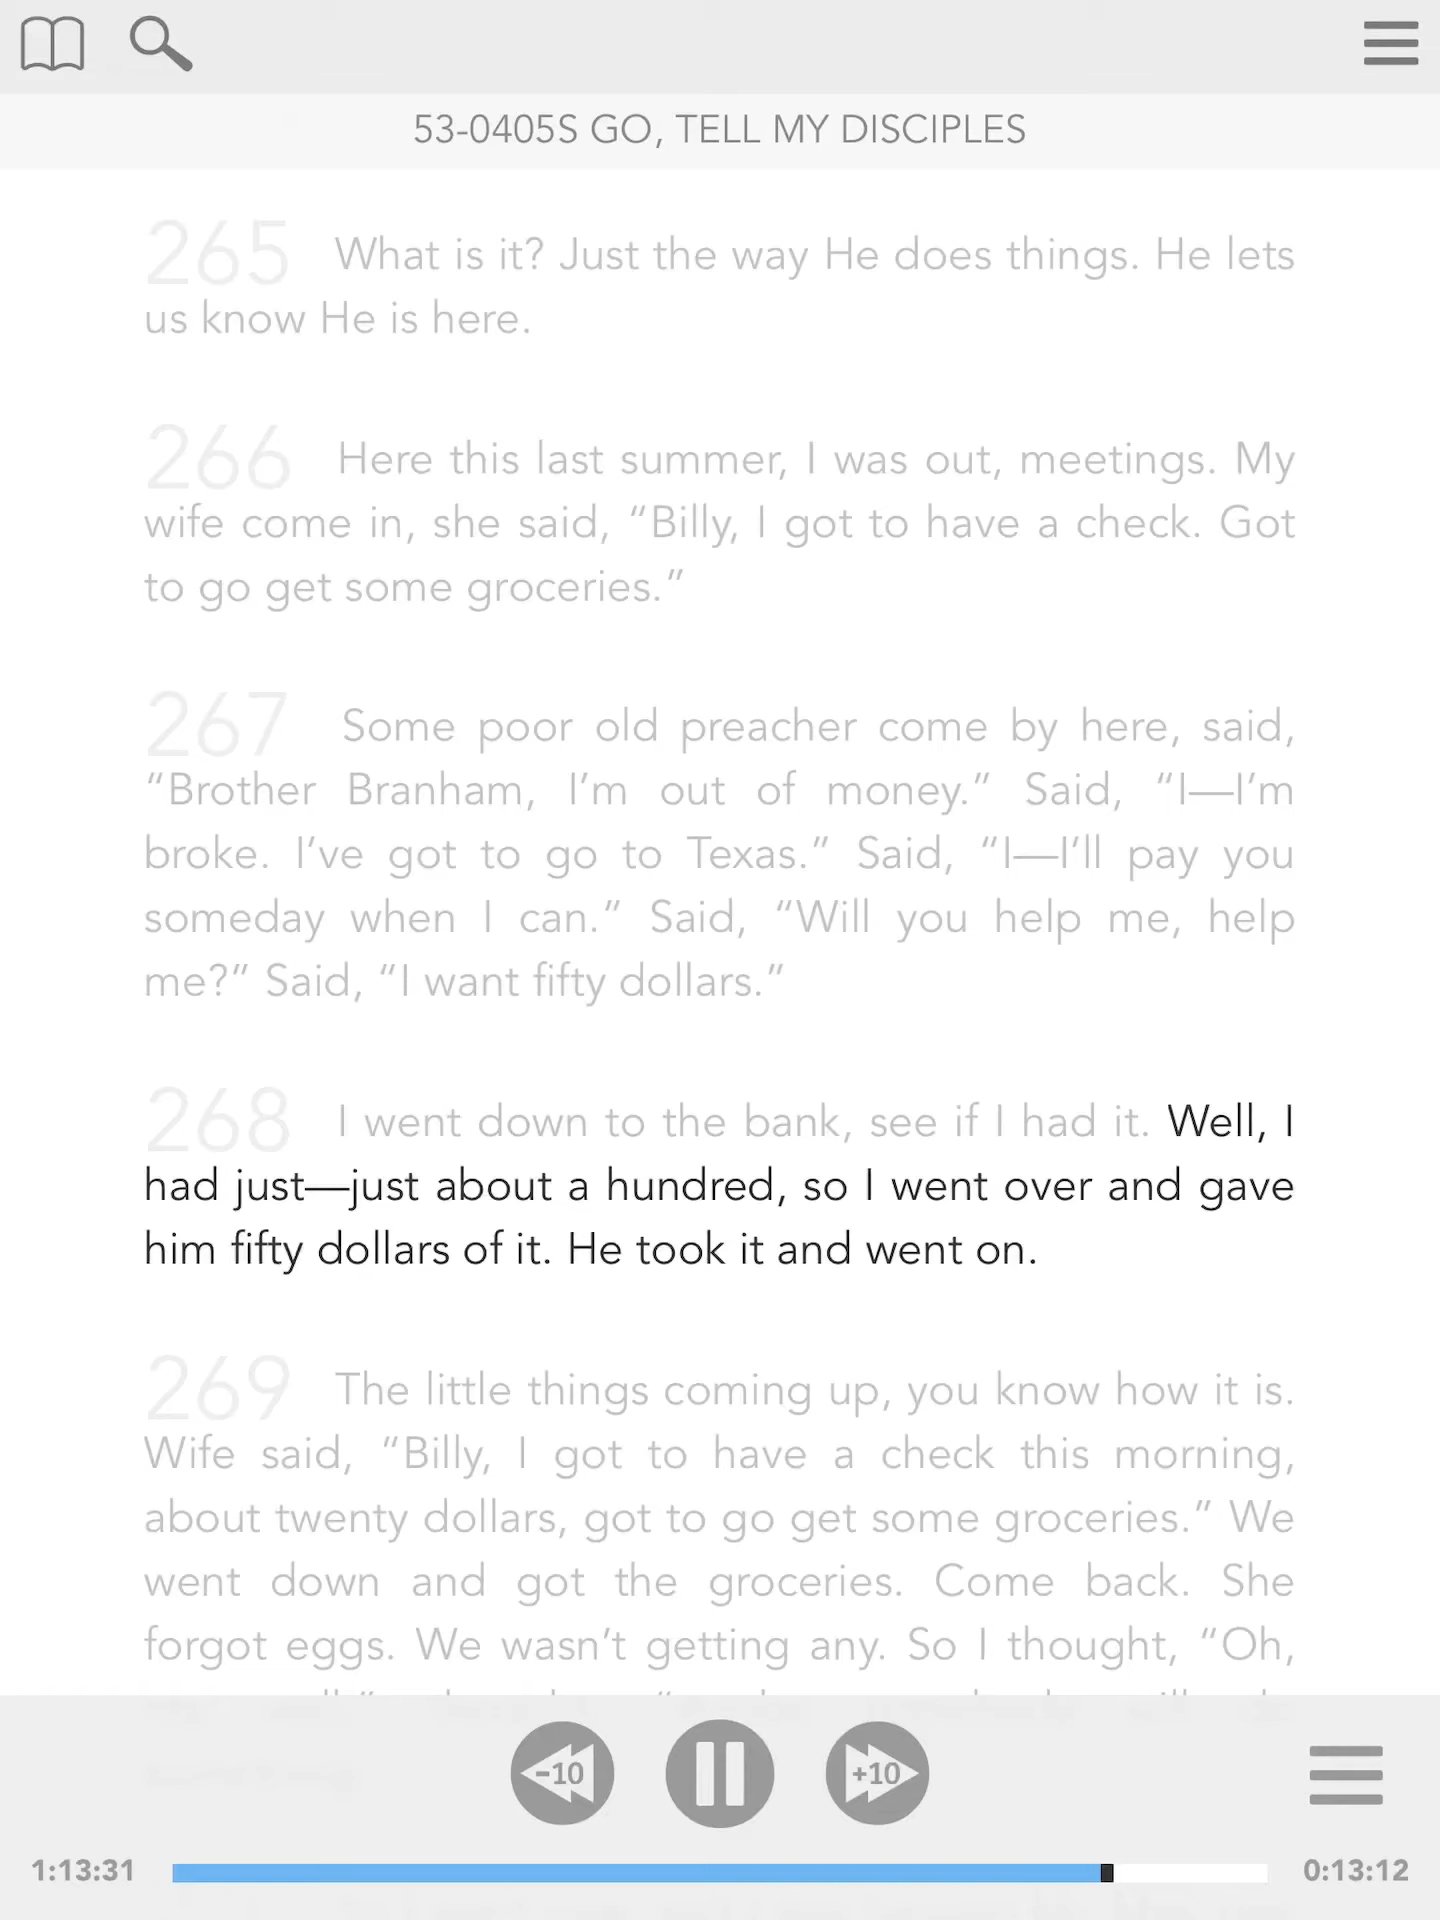 53-0405S GO, TELL MY DISCIPLES
265 What is it? Just the way He does things. He lets
us know He is here.
266 Here this last summer, I was out, meetings. My
wife come in, she said, “Billy, I got to have a check. Got
to go get some groceries.”
267 Some poor old preacher come by here, said,
“Brother Branham, I’m out of money.” Said, “I—I’m
broke. I’ve got to go to Texas.” Said, “I—I’ll pay you
someday when I can.” Said, “Will you help me, help
me?” Said, “I want fifty dollars.”
268 I went down to the bank, see if I had it. Well, I
had just—just about a hundred, so I went over and gave
him fifty dollars of it. He took it and went on.
269 The little things coming up, you know how it is.
Wife said, “Billy, I got to have a check this morning,
about twenty dollars, got to go get some groceries.” We
went down and got the groceries. Come back. She
forgot eggs. We wasn’t getting any. So I thought, “Oh,
-10 +10
1:13:31 0:13:12